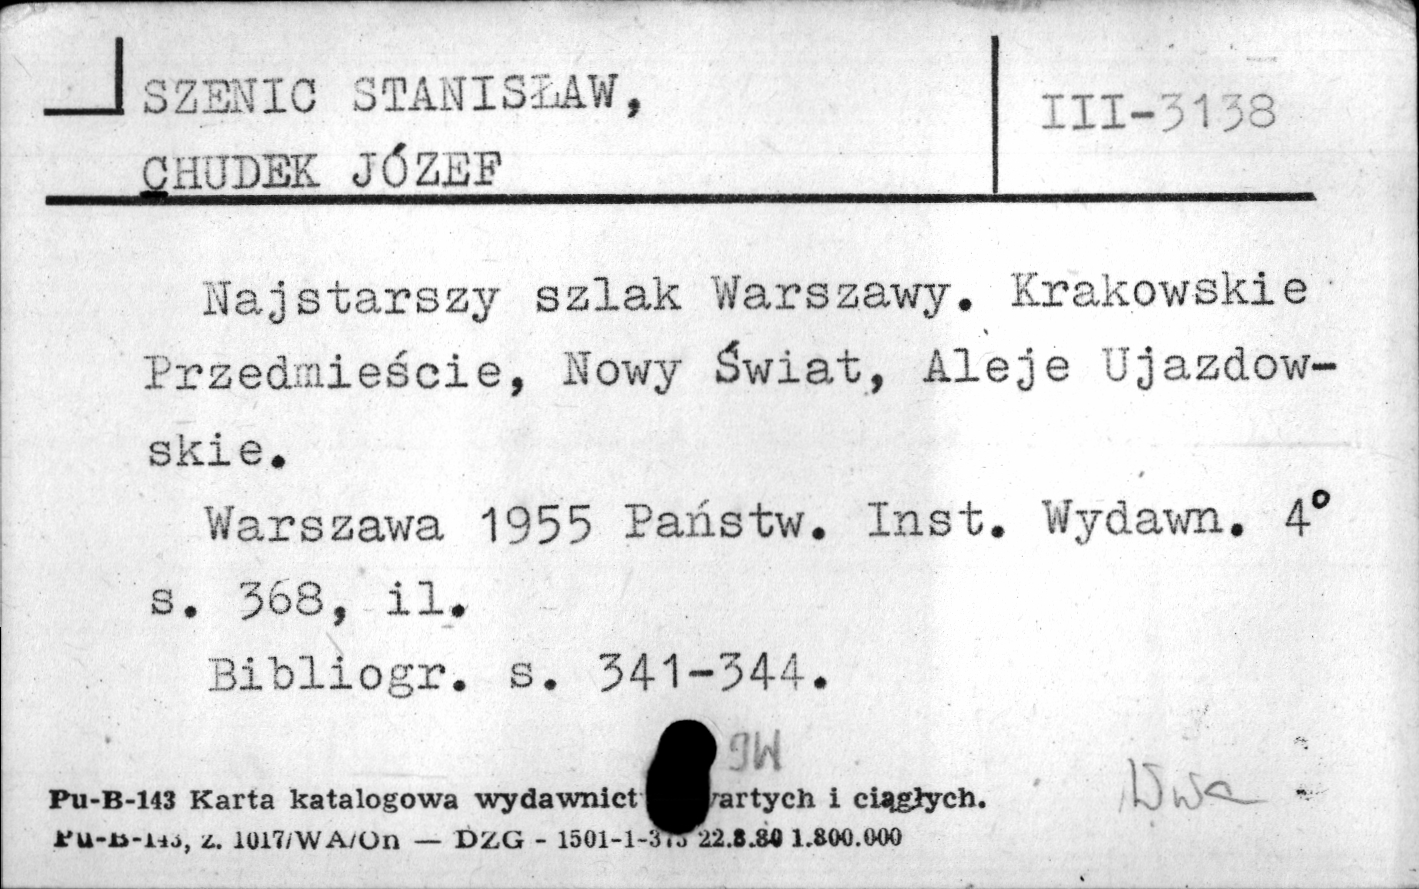 SZENIC STANISŁAW,
CHUDEK JÓZEF
III-3138
Najstarszy szlak Warszawy. Krakowskie
Przedmieście, Nowy Świat, Aleje Ujazdow-
skie.
Warszawa 1955 Państw. Inst. Wydawn. 4°
s. 368, il.
Bibliogr. s. 341-344.
Pu-B-143 Karta katalogowa wydawnict artych i ciągłych.
Pu-B-143, z. 1017/WA/On — DZG - 1501-1- 22.8.80 1.800.000